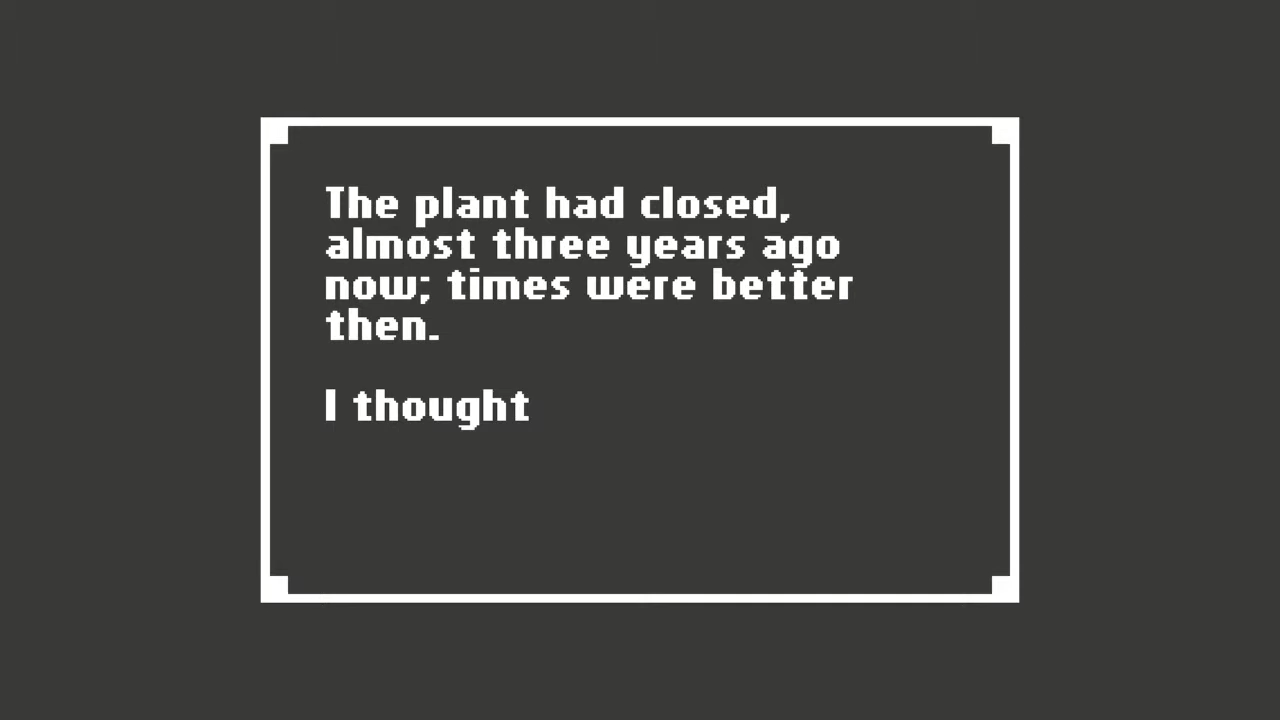 The plant had closed,
almost three years ago
now; times were better
then.
I thought